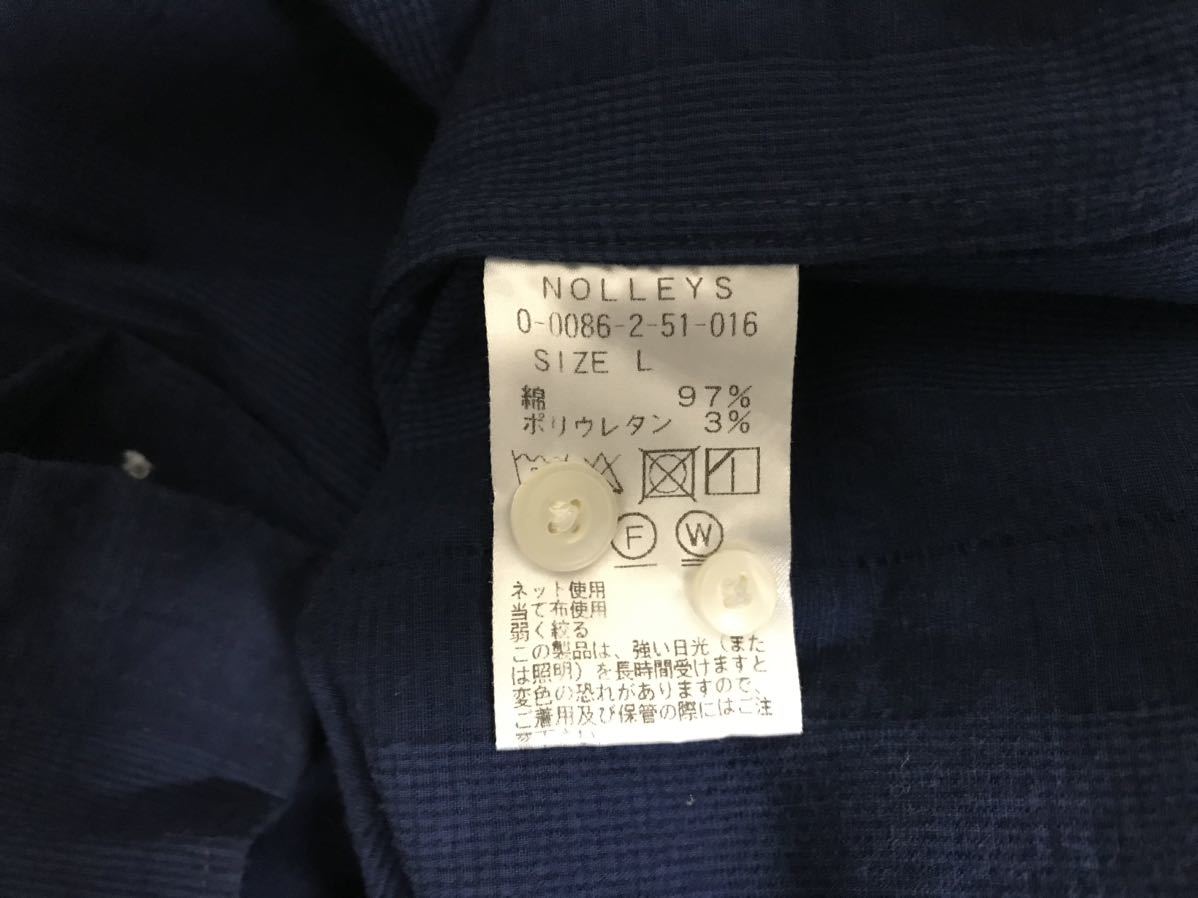 NOLLEYS
0-0086-2-51-016
SIZE L
綿 97%
ポリウレタン 3%
F W
ネット使用
当て布使用
弱く絞る
この製品は、強い日光(また
は照明)を長時間受けますと
変色の恐れがありますので、
ご着用及び保管の際にはご注